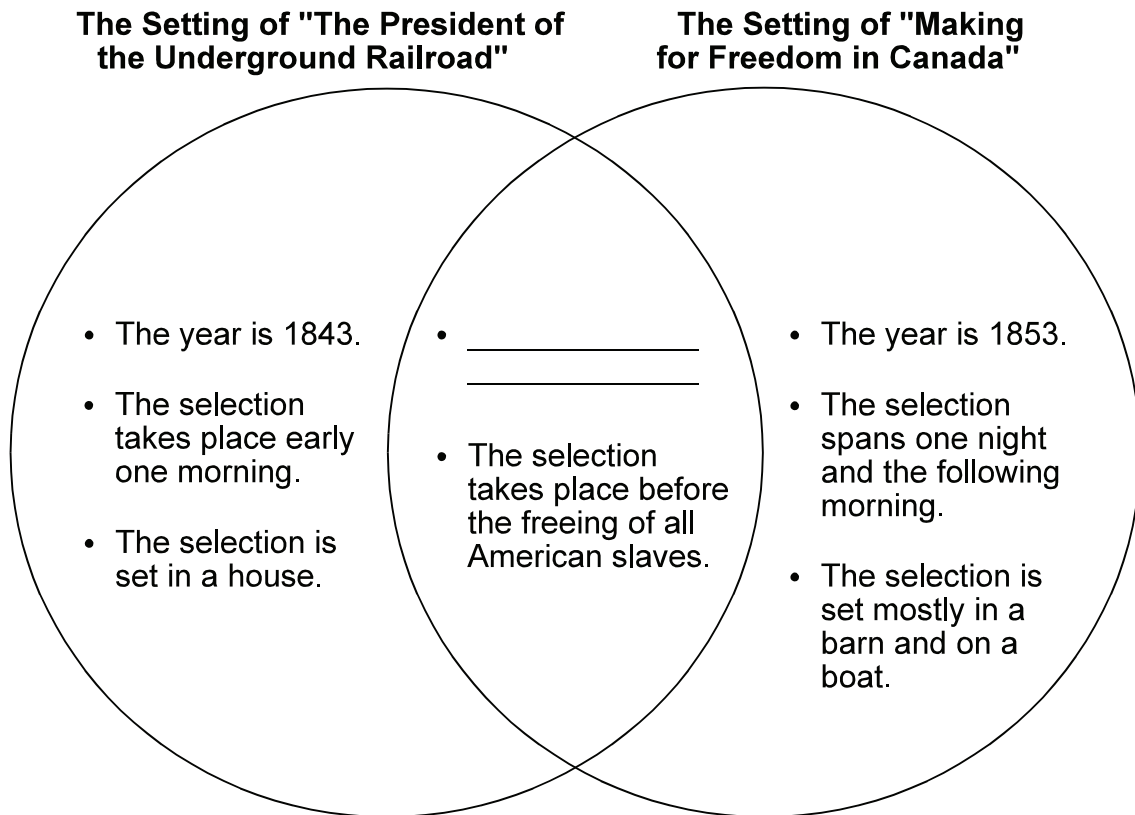 The Setting of "The President of
the Underground Railroad"
The Setting of "Making
for Freedom in Canada"
• The year is 1843.
• The selection
takes place early
one morning.
• The selection is
set in a house.
• ____________
____________
• The selection
takes place before
the freeing of all
American slaves.
• The year is 1853.
• The selection
spans one night
and the following
morning.
• The selection is
set mostly in a
barn and on a
boat.